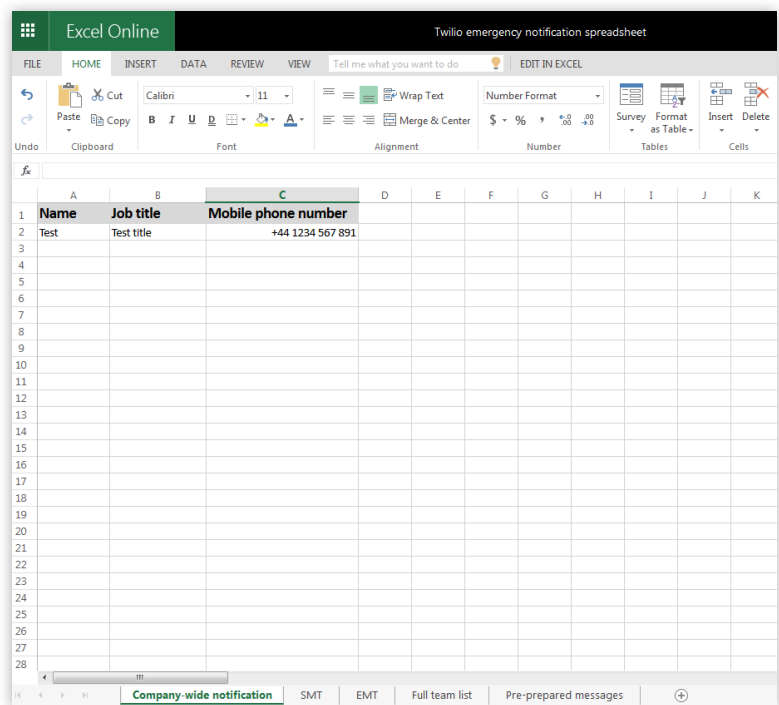 Excel Online
Twilio emergency notification spreadsheet
FILE HOME INSERT DATA REVIEW VIEW Tell me what you want to do EDIT IN EXCEL
Cut Calibri 11 Wrap Text Number Format
Paste Copy B I U D A Merge & Center $ % , .0 .00 .00 .0 Survey Format as Table Insert Delete
Undo Clipboard Font Alignment Number Tables Cells
fx
A B C D E F G H I J K
1 Name Job title Mobile phone number
2 Test Test title +44 1234 567 891
3
4
5
6
7
8
9
10
11
12
13
14
15
16
17
18
19
20
21
22
23
24
25
26
27
28
Company-wide notification SMT EMT Full team list Pre-prepared messages